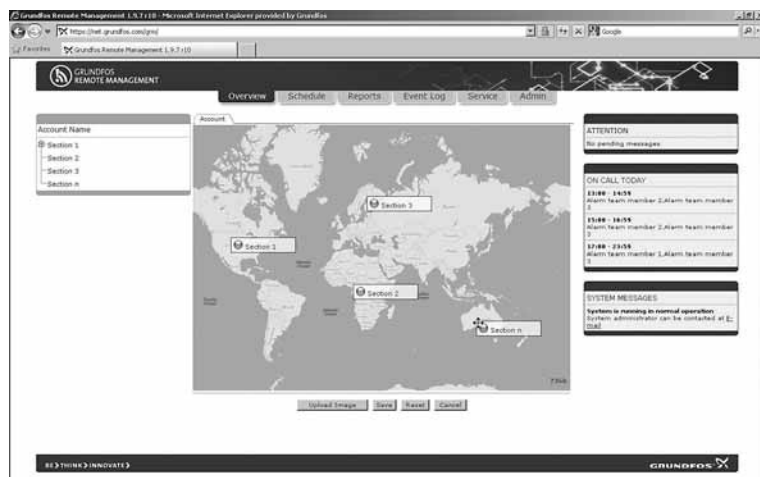 Grundfos Remote Management 1.9.7 r10 - Microsoft Internet Explorer provided by Grundfos
https://net.grundfos.com/grm/
Google
Favorites
Grundfos Remote Management 1.9.7 r10
GRUNDFOS
REMOTE MANAGEMENT
Overview Schedule Reports Event Log Service Admin
Account Name
Section 1
Section 2
Section 3
Section n
Account
Section 3
Section 1
Section 2
Section n
Upload Image Save Reset Cancel
ATTENTION
No pending messages
ON CALL TODAY
13:00 - 14:59
Alarm team member 2,Alarm team member
3
15:00 - 16:59
Alarm team member 2,Alarm team member
3
17:00 - 23:59
Alarm team member 1,Alarm team member
3
SYSTEM MESSAGES
System is running in normal operation
System administrator can be contacted at E-
mail
BE>THINK>INNOVATE>
GRUNDFOS